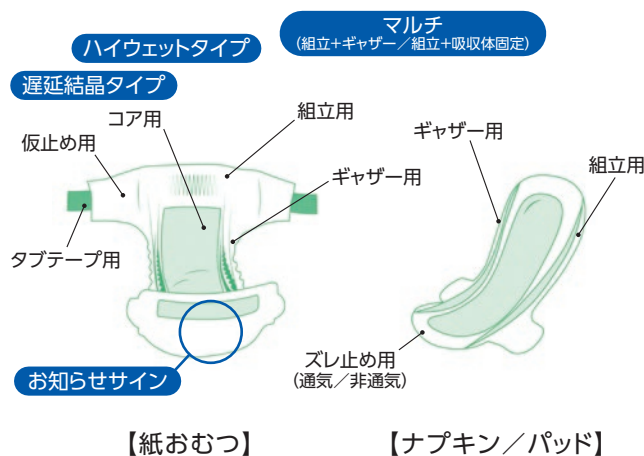 マルチ
(組立+ギャザー／組立+吸収体固定)
ハイウェットタイプ
遅延結晶タイプ
コア用
組立用
仮止め用
ギャザー用
タブテープ用
お知らせサイン
【紙おむつ】
ギャザー用
組立用
ズレ止め用
(通気／非通気)
【ナプキン／パッド】